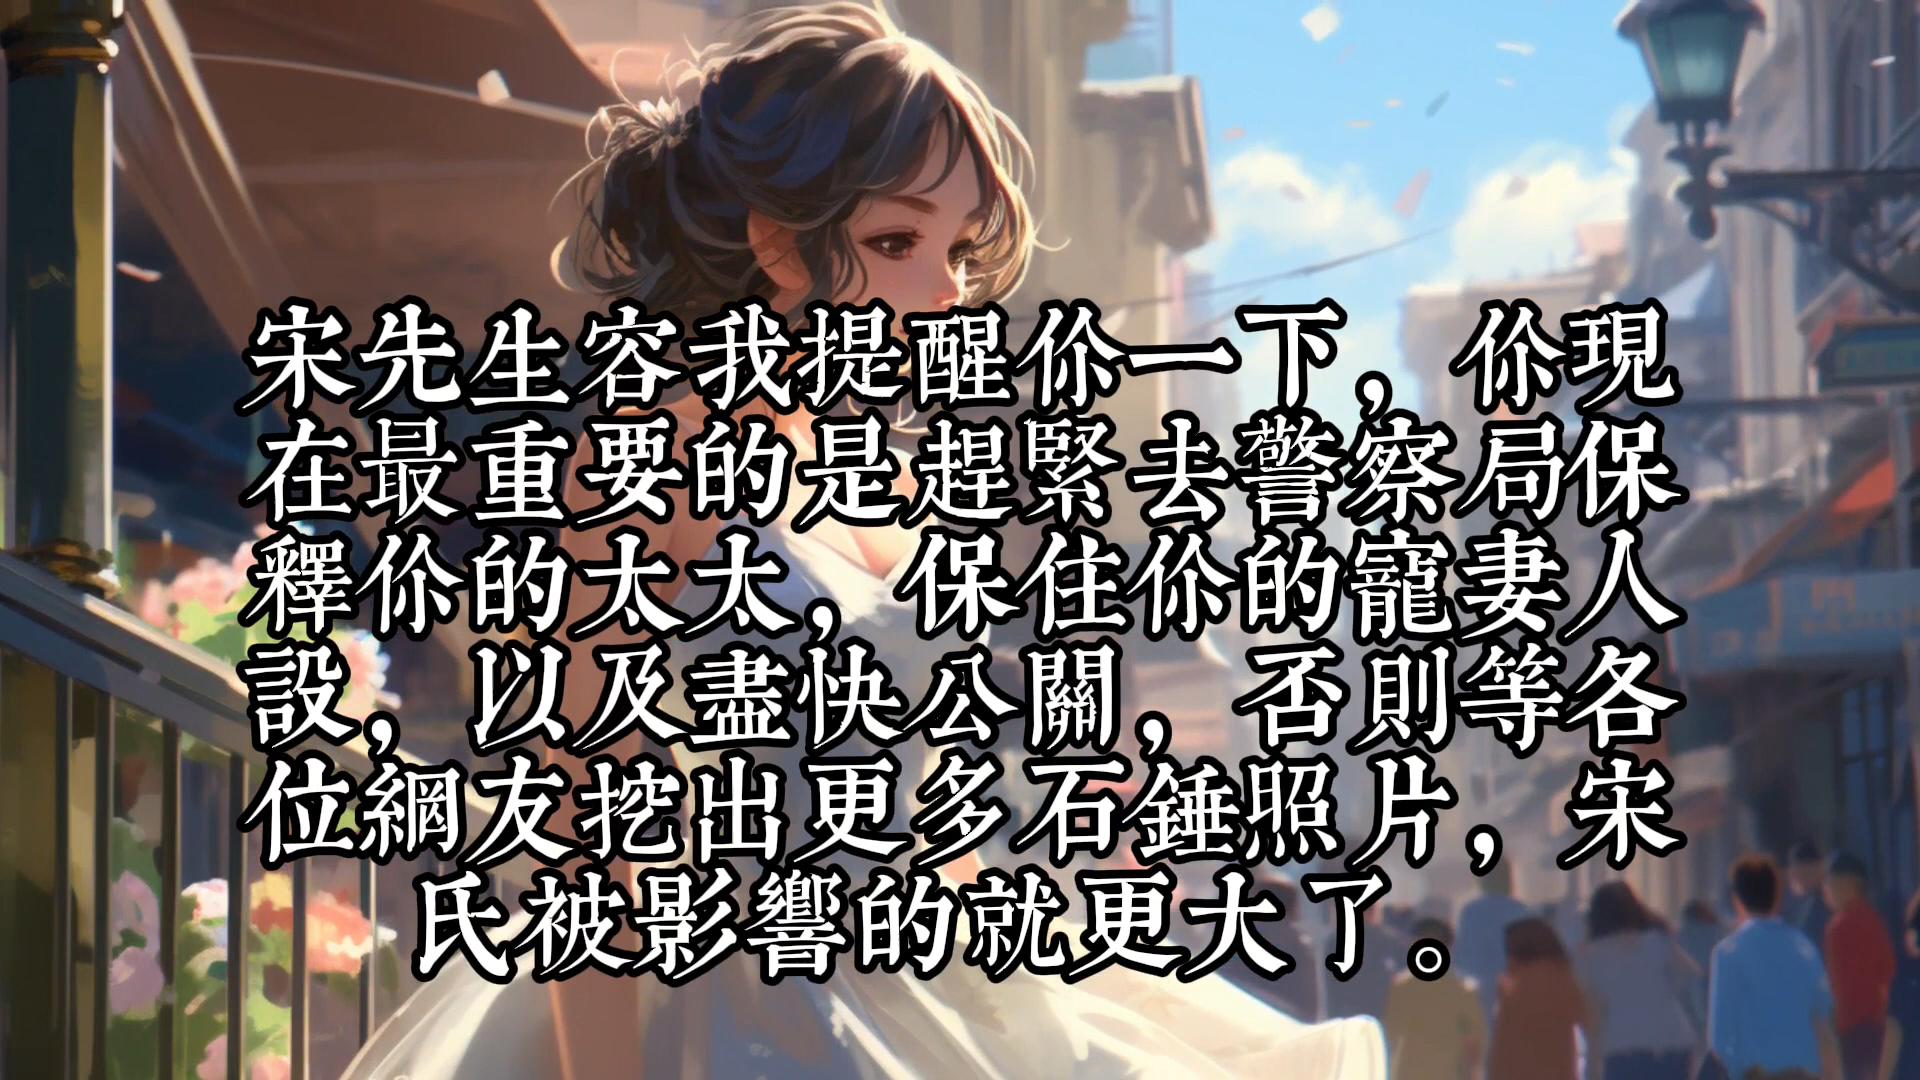 宋先生容我提醒你一下，你現
在最重要的是趕緊去警察局保
釋你的太太，保住你的寵妻人
設，以及盡快公關，否則等各
位網友挖出更多石錘照片，宋
氏被影響的就更大了。